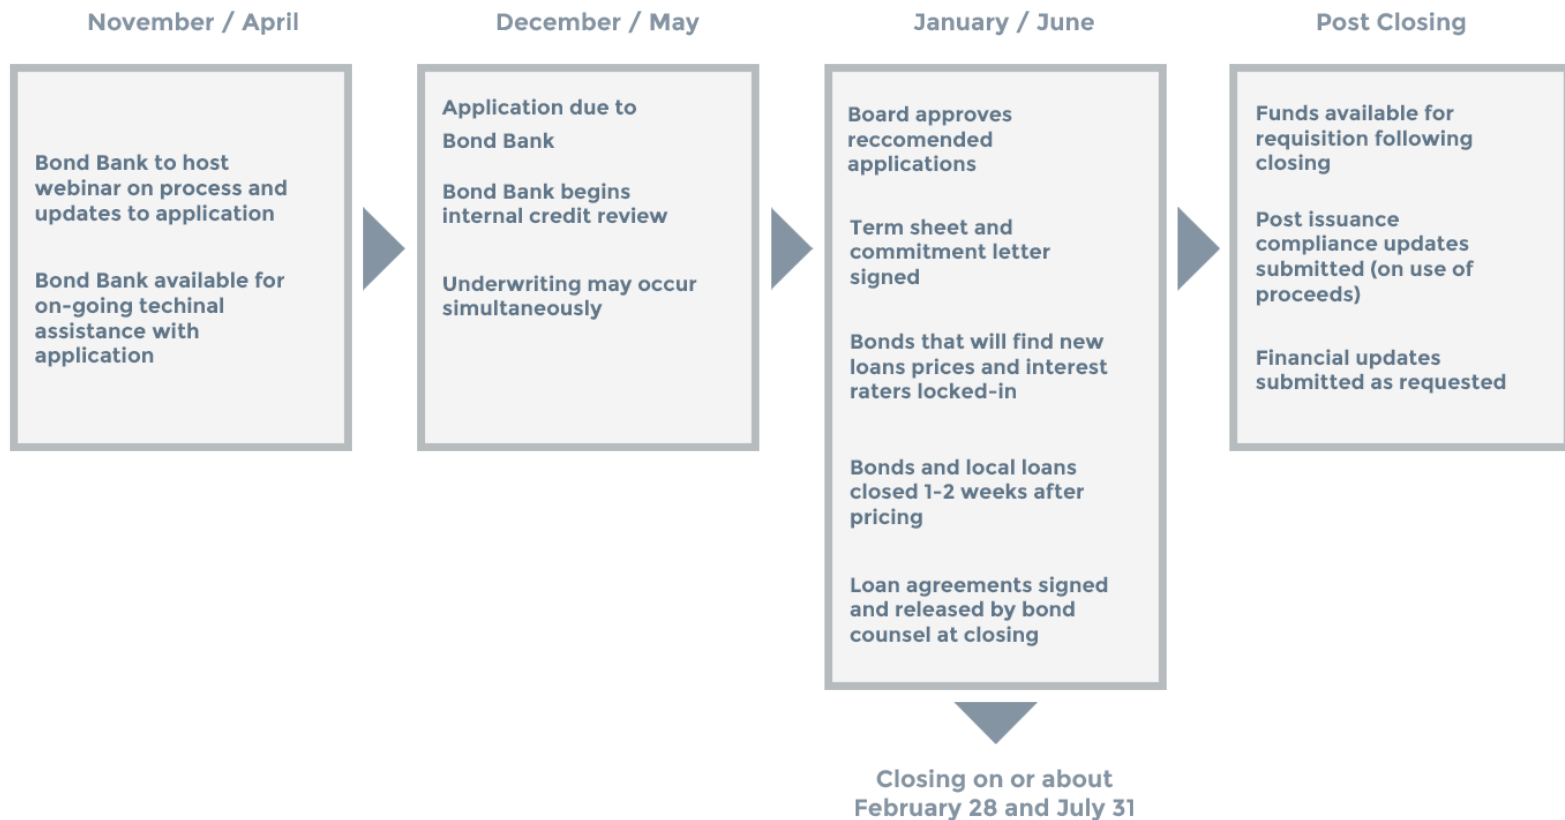 November / April
Bond Bank to host
webinar on process and
updates to application
Bond Bank available for
on-going techinal
assistance with
application
December / May
Application due to
Bond Bank
Bond Bank begins
internal credit review
Underwriting may occur
simultaneously
January / June
Board approves
reccomended
applications
Term sheet and
commitment letter
signed
Bonds that will find new
loans prices and interest
raters locked-in
Bonds and local loans
closed 1-2 weeks after
pricing
Loan agreements signed
and released by bond
counsel at closing
Closing on or about
February 28 and July 31
Post Closing
Funds available for
requisition following
closing
Post issuance
compliance updates
submitted (on use of
proceeds)
Financial updates
submitted as requested